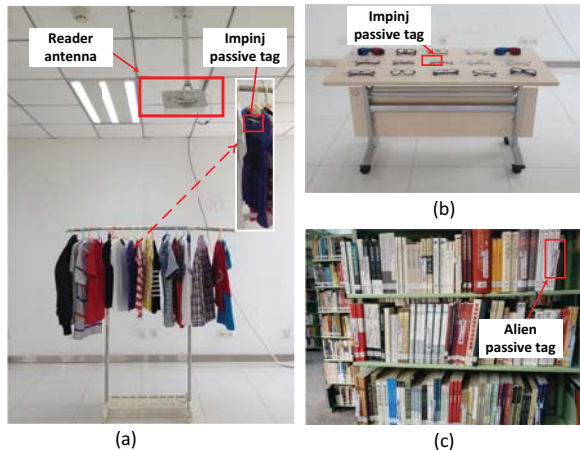 Reader
antenna
Impinj
passive tag
(a)
Impinj
passive tag
(b)
Alien
passive tag
(c)